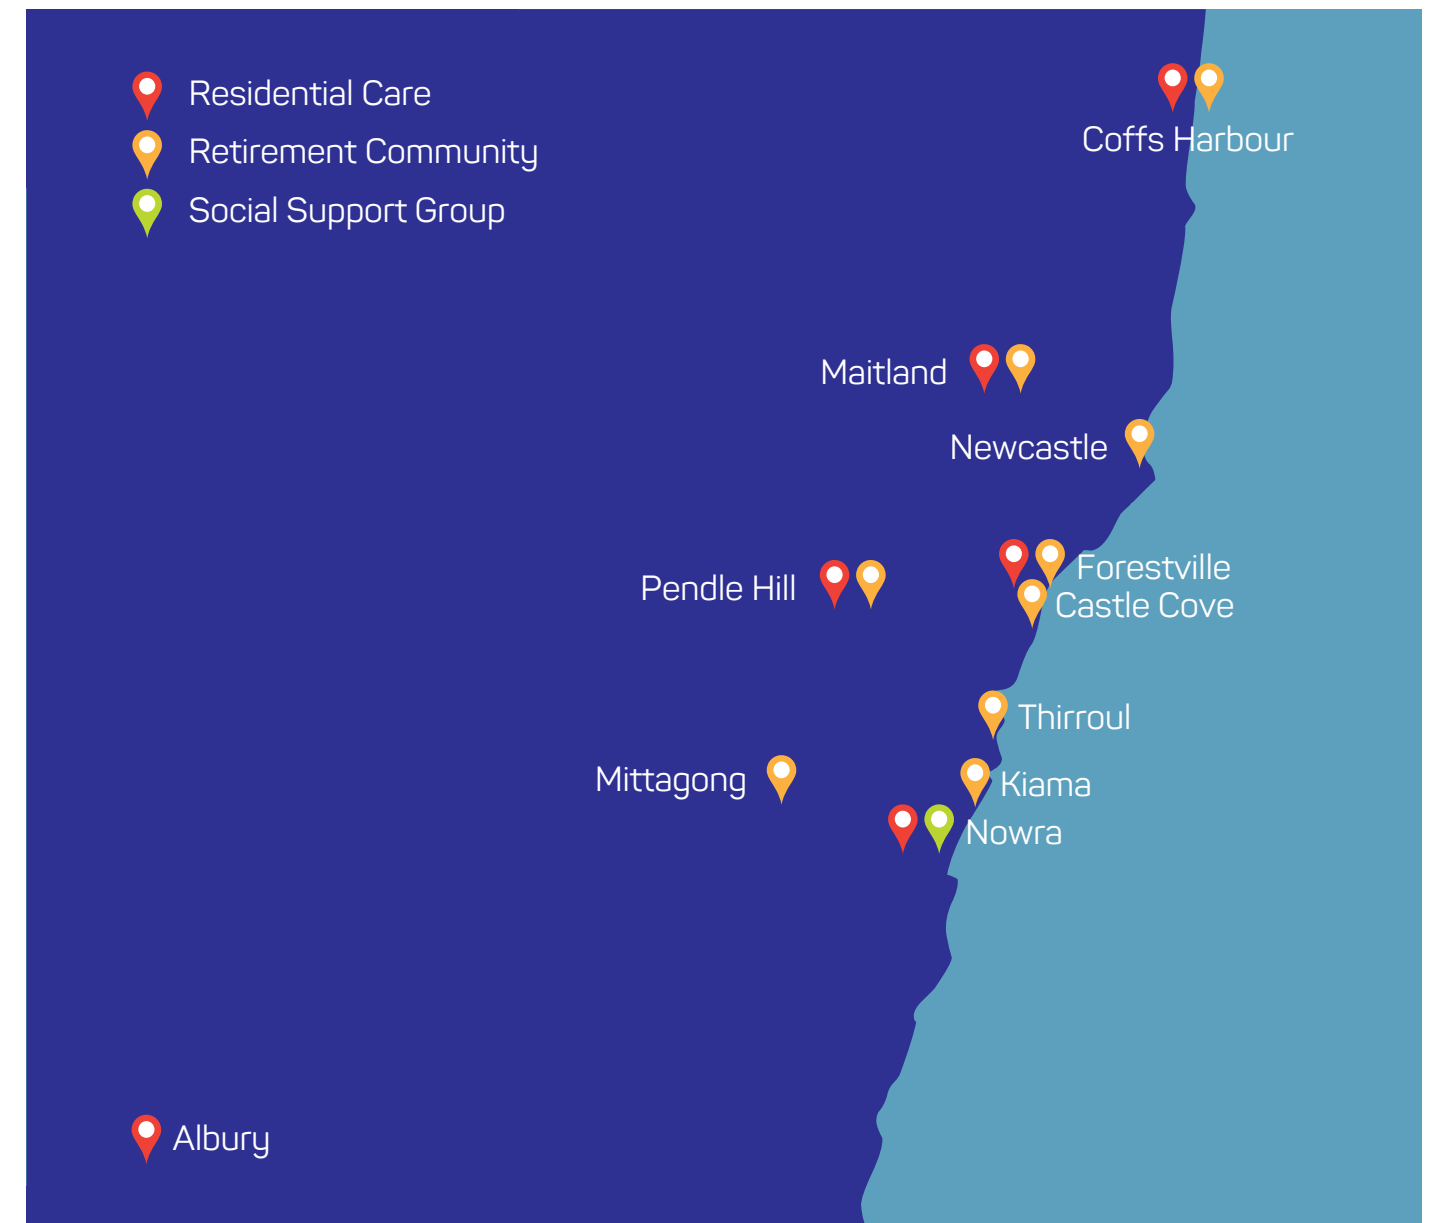 Residential Care
Retirement Community
Social Support Group
Coffs Harbour
Maitland
Newcastle
Forestville
Pendle Hill
Castle Cove
Thirroul
Mittagong
Kiama
Nowra
Albury